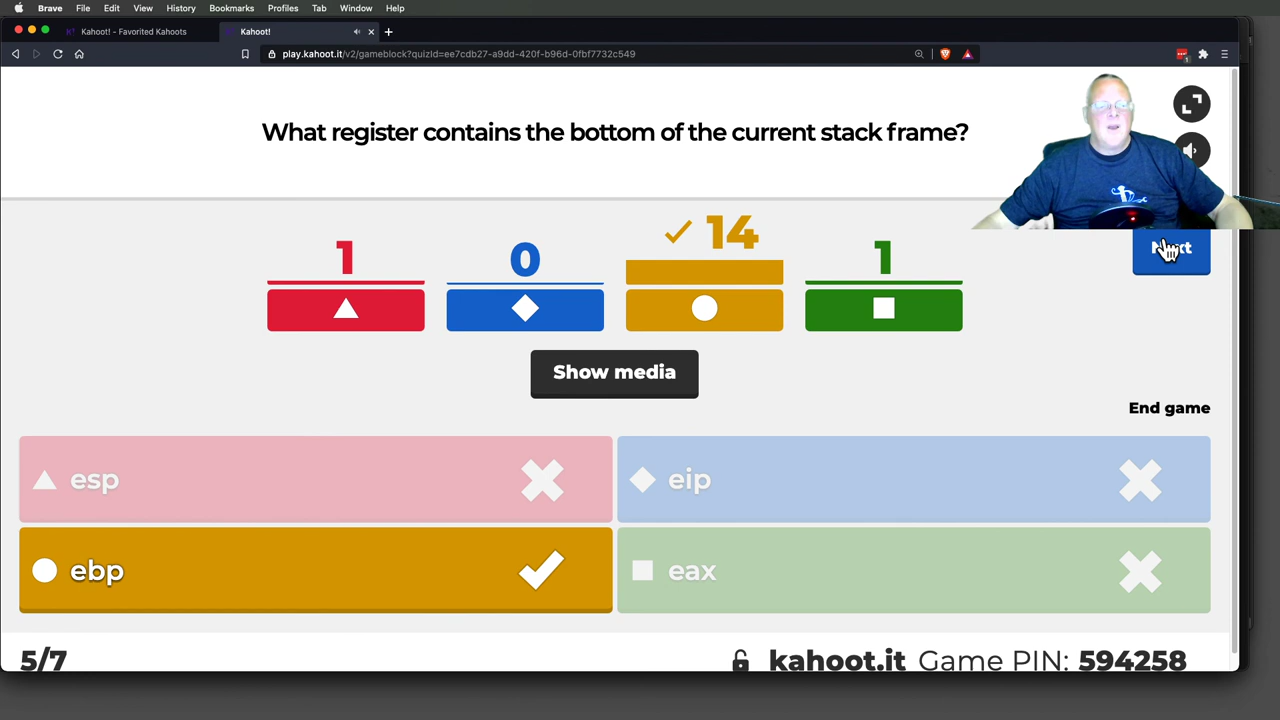 Brave File Edit View History Bookmarks Profiles Tab Window Help
Kahoot! - Favorited Kahoots
Kahoot!
play.kahoot.it/v2/gameblock?quizId=ee7cdb27-a9dd-420f-b96d-0fbf7732c549
1
What register contains the bottom of the current stack frame?
1
0
14
1
Show media
End game
esp
eip
ebp
eax
5/7
kahoot.it Game PIN: 594258